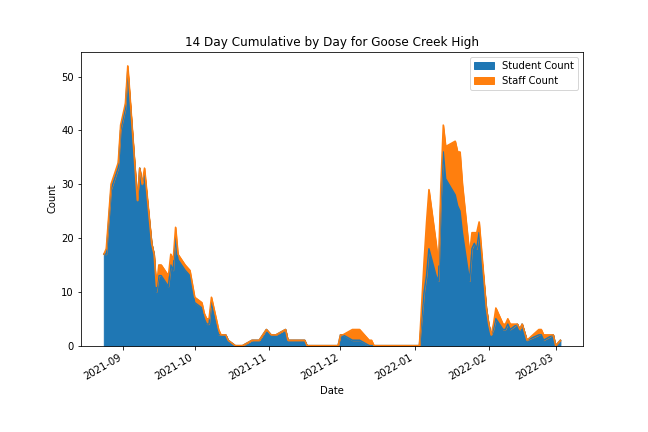 14 Day Cumulative by Day for Goose Creek High
Student Count
Staff Count
Count
50
40
30
20
10
0
2021-09
2021-10
2021-11
2021-12
2022-01
2022-02
2022-03
Date